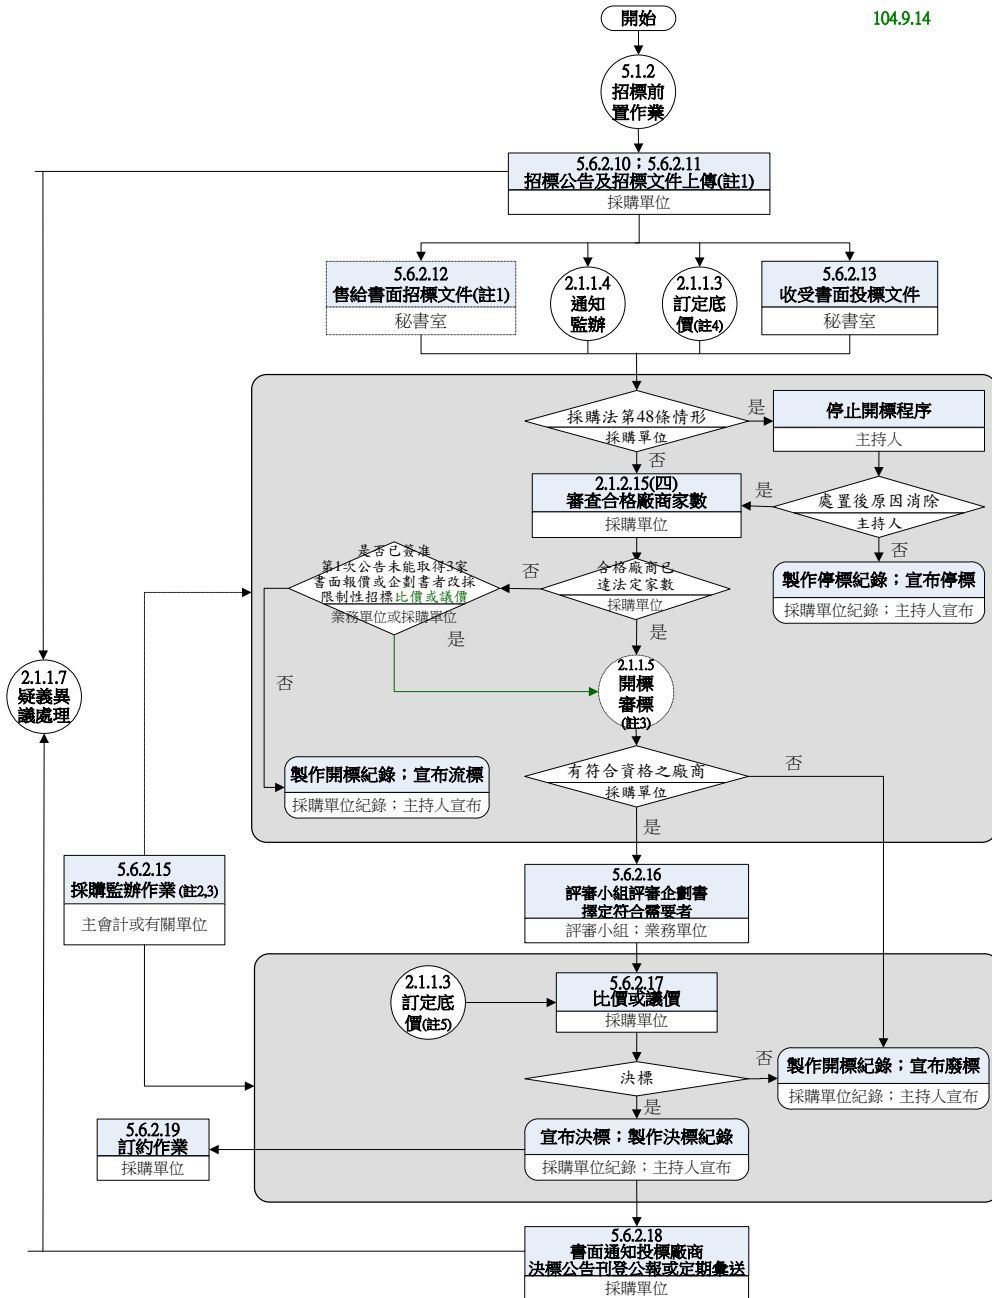 開始
104.9.14
5.1.2
招標前
置作業
5.6.2.10；5.6.2.11
招標公告及招標文件上傳(註1)
採購單位
5.6.2.12
售給書面招標文件(註1)
秘書室
2.1.1.4
通知
監辦
2.1.1.3
訂定底
價(註4)
5.6.2.13
收受書面投標文件
秘書室
採購法第48條情形
採購單位
是
停止開標程序
主持人
否
2.1.2.15(四)
審查合格廠商家數
採購單位
是
處置後原因消除
主持人
否
製作停標紀錄；宣布停標
採購單位紀錄；主持人宣布
是否已簽准
第1次公告未能取得3家
書面報價或企劃書者改採
限制性招標比價或議價
業務單位或採購單位
否
合格廠商已
達法定家數
採購單位
是
是
否
2.1.1.5
開標
審標
(註3)
2.1.1.7
疑義異
議處理
製作開標紀錄；宣布流標
採購單位紀錄；主持人宣布
有符合資格之廠商
採購單位
否
是
5.6.2.15
採購監辦作業(註2,3)
主會計或有關單位
5.6.2.16
評審小組評審企劃書
擇定符合需要者
評審小組；業務單位
2.1.1.3
訂定底
價(註5)
5.6.2.17
比價或議價
採購單位
決標
否
製作開標紀錄；宣布廢標
採購單位紀錄；主持人宣布
是
宣布決標；製作決標紀錄
採購單位紀錄；主持人宣布
5.6.2.19
訂約作業
採購單位
5.6.2.18
書面通知投標廠商
決標公告刊登公報或定期彙送
採購單位